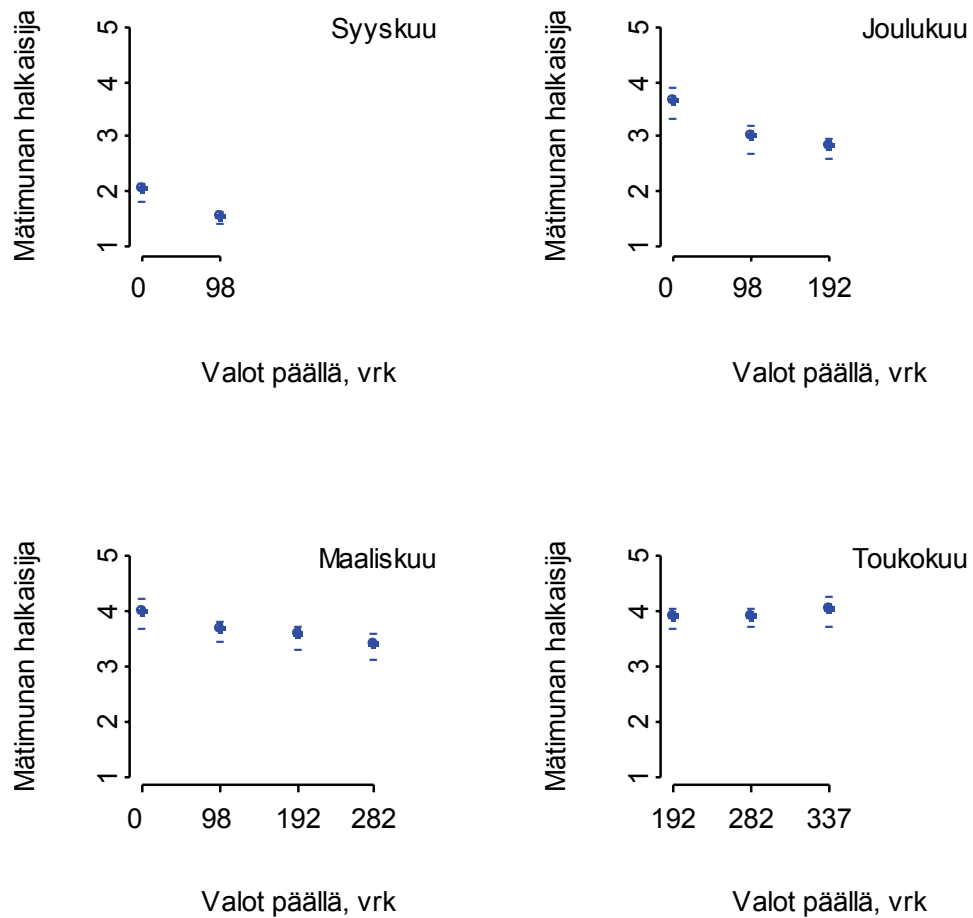 Syyskuu
Mätimunan halkaisija
5
4
3
2
1
0 98
Valot päällä, vrk
Joulukuu
Mätimunan halkaisija
5
4
3
2
1
0 98 192
Valot päällä, vrk
Maaliskuu
Mätimunan halkaisija
5
4
3
2
1
0 98 192 282
Valot päällä, vrk
Toukokuu
Mätimunan halkaisija
5
4
3
2
1
192 282 337
Valot päällä, vrk